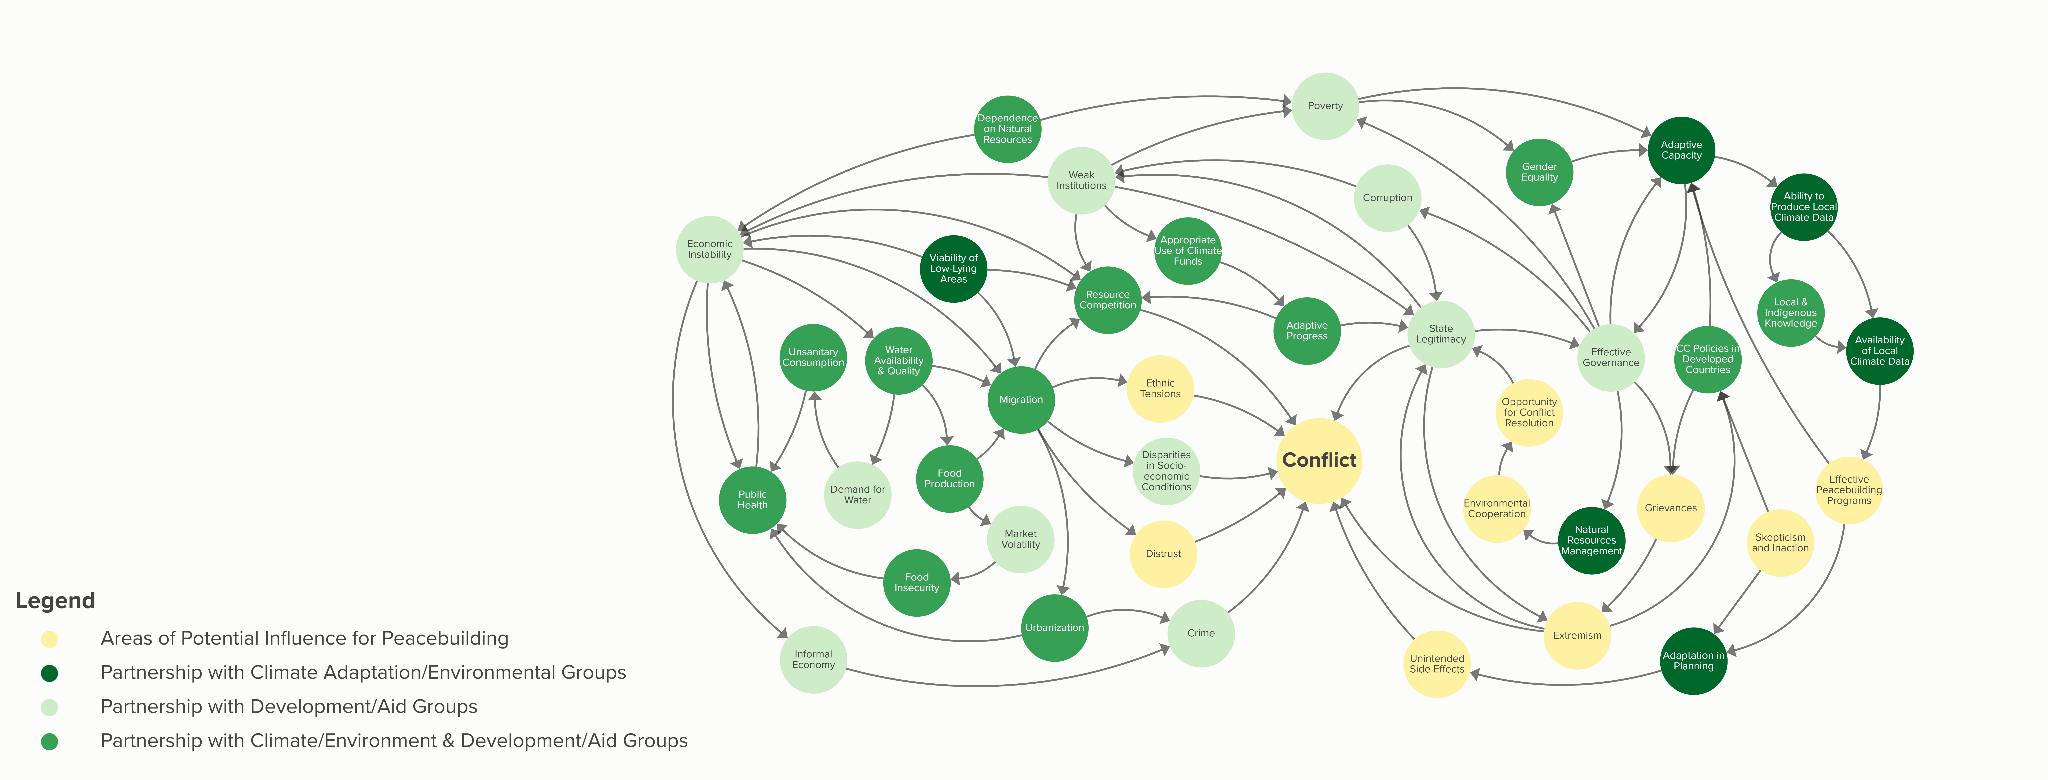 Poverty
Dependence
on Natural
Resources
Adaptive
Capacity
Weak
Institutions
Gender
Equality
Corruption
Ability to
Produce Local
Climate Data
Economic
Instability
Appropriate
Use of Climate
Funds
Viability of
Low-Lying
Areas
Resource
Competition
Local &
Indigenous
Knowledge
Adaptive
Progress
State
Legitimacy
Unsanitary
Consumption
Water
Availability
& Quality
Effective
Governance
CC Policies in
Developed
Countries
Availability
of Local
Climate Data
Migration
Ethnic
Tensions
Opportunity
for Conflict
Resolution
Conflict
Disparities
in Socio-
economic
Conditions
Food
Production
Demand for
Water
Public
Health
Environmental
Cooperation
Grievances
Effective
Peacebuilding
Programs
Market
Volatility
Distrust
Natural
Resources
Management
Skepticism
and Inaction
Food
Insecurity
Urbanization
Crime
Extremism
Informal
Economy
Unintended
Side Effects
Adaptation in
Planning
Legend
Areas of Potential Influence for Peacebuilding
Partnership with Climate Adaptation/Environmental Groups
Partnership with Development/Aid Groups
Partnership with Climate/Environment & Development/Aid Groups